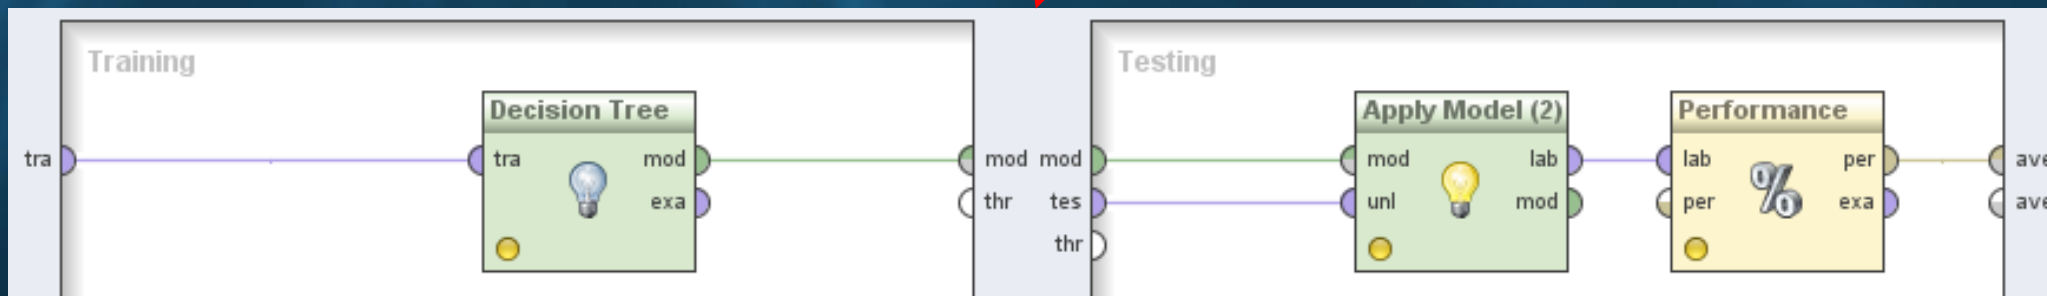 Training
Testing
Decision Tree
Apply Model (2)
Performance
tra
tra
mod
mod
mod
mod
lab
lab
per
ave
exa
thr
tes
unl
mod
per
exa
ave
thr